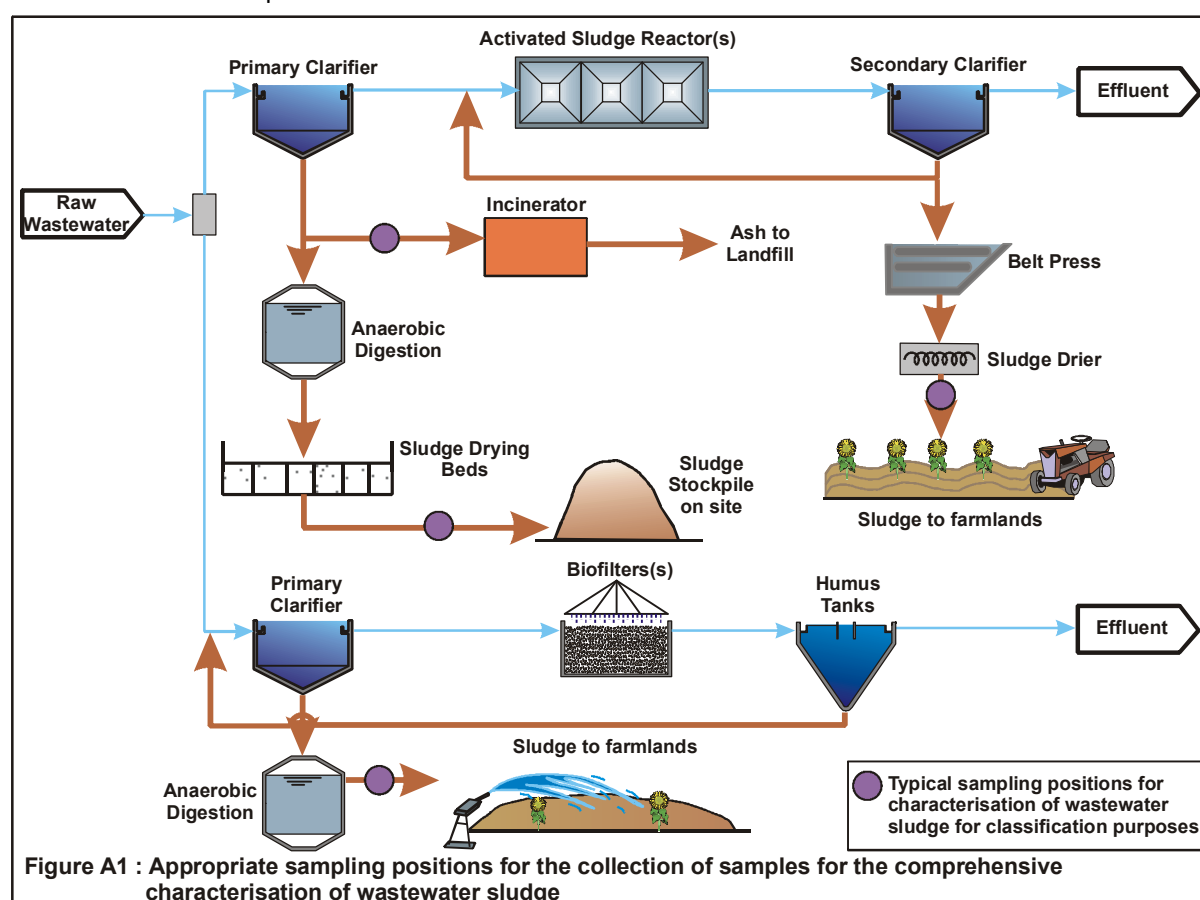 Activated Sludge Reactor(s)
Primary Clarifier
Secondary Clarifier
Effluent
Raw
Wastewater
Incinerator
Ash to
Landfill
Belt Press
Anaerobic
Digestion
Sludge Drier
Sludge Drying
Beds
Sludge
Stockpile
on site
Sludge to farmlands
Primary
Clarifier
Biofilters(s)
Humus
Tanks
Effluent
Sludge to farmlands
Anaerobic
Digestion
Typical sampling positions for
characterisation of wastewater
sludge for classification purposes
Figure A1 : Appropriate sampling positions for the collection of samples for the comprehensive
characterisation of wastewater sludge